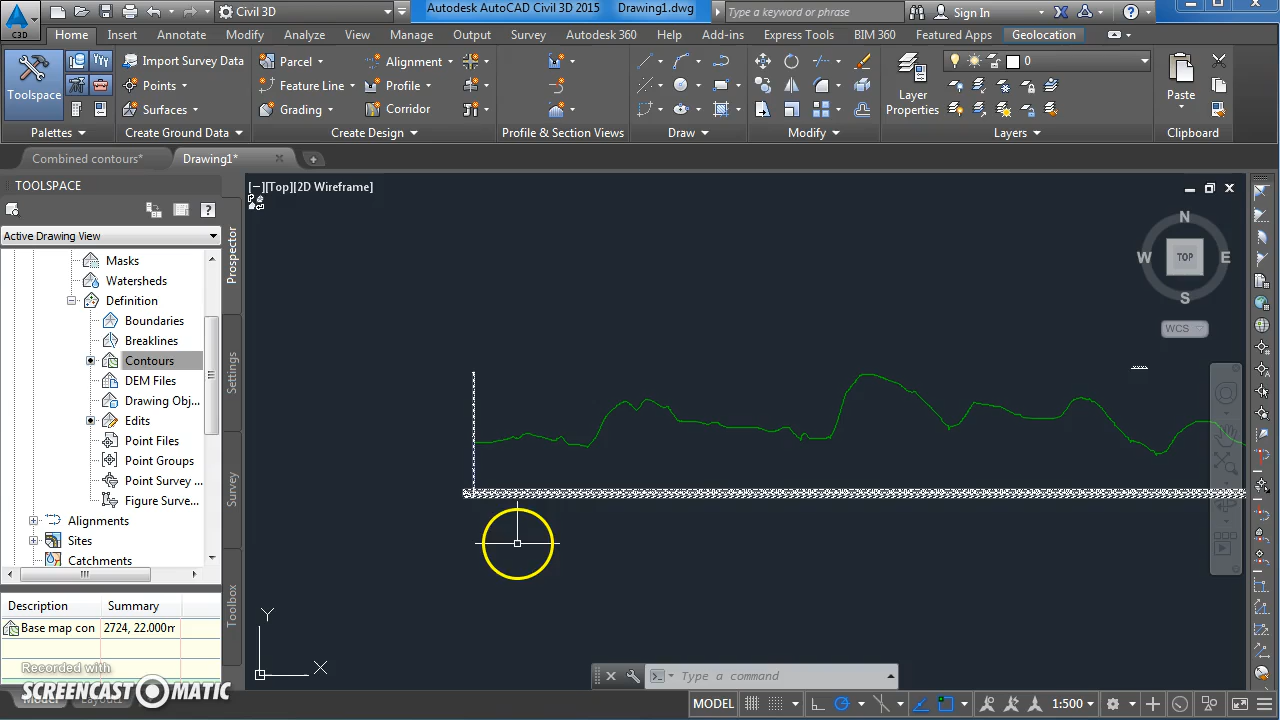 Autodesk AutoCAD Civil 3D 2015 Drawing1.dwg
Type a keyword or phrase
Sign In
Civil 3D
C3D
Home Insert Annotate Modify Analyze View Manage Output Survey Autodesk 360 Help Add-ins Express Tools BIM 360 Featured Apps Geolocation
Toolspace
Import Survey Data
Points
Surfaces
Parcel
Feature Line
Grading
Alignment
Profile
Corridor
Layer
Properties
0
Paste
Palettes Create Ground Data Create Design Profile & Section Views Draw Modify Layers Clipboard
Combined contours* Drawing1*
TOOLSPACE
[−][Top][2D Wireframe]
Active Drawing View
Masks
Watersheds
Definition
Boundaries
Breaklines
Contours
DEM Files
Drawing Obj...
Edits
Point Files
Point Groups
Point Survey ...
Figure Surve...
Alignments
Sites
Catchments
Prospector
Settings
Survey
Toolbox
N
W TOP E
S
WCS
Description Summary
Base map con 2724, 22.000m
Recorded with
SCREENCAST-O-MATIC
Model Layout1
Y
X
Type a command
MODEL
1:500